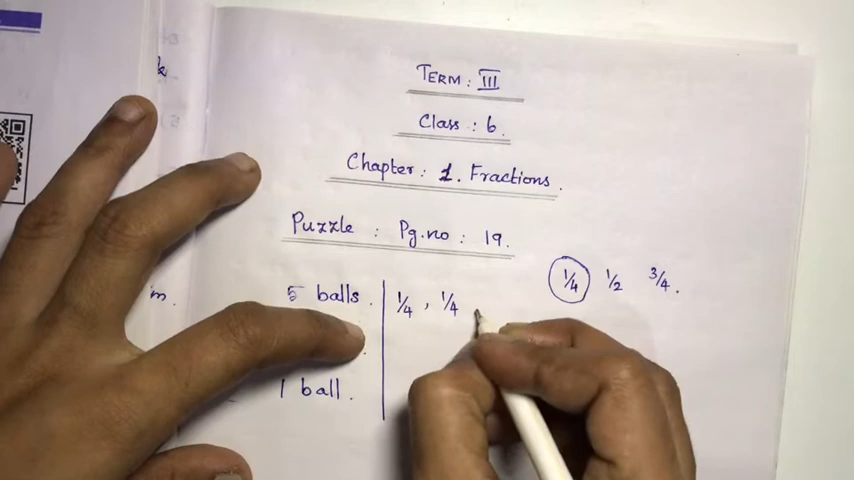 TERM : III
Class : 6.
Chapter : 1. Fractions.
Puzzle : Pg.no : 19.
1/4 1/2 3/4.
5 balls. 1/4, 1/4
m.
1 ball.